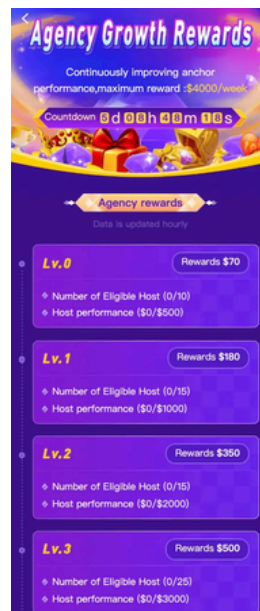 Agency Growth Rewards
Continuously improving anchor
performance,maximum reward :$4000/week
Countdown 6d 08h 48m 18s
Agency rewards
Data is updated hourly
Lv.0
Rewards $70
Number of Eligible Host (0/10)
Host performance ($0/$500)
Lv.1
Rewards $180
Number of Eligible Host (0/15)
Host performance ($0/$1000)
Lv.2
Rewards $350
Number of Eligible Host (0/15)
Host performance ($0/$2000)
Lv.3
Rewards $500
Number of Eligible Host (0/25)
Host performance ($0/$3000)